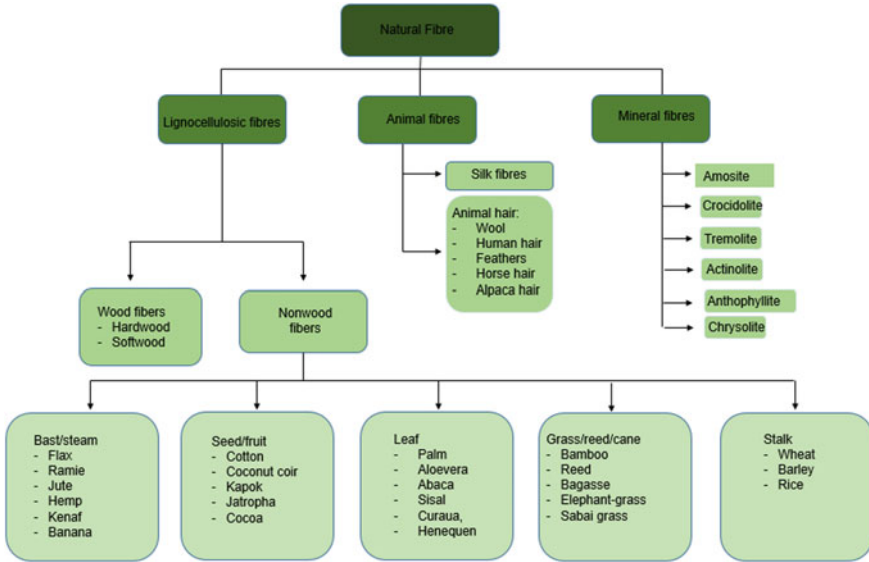 Natural Fibre
Lignocellulosic fibres
Animal fibres
Mineral fibres
Silk fibres
Animal hair:
- Wool
- Human hair
- Feathers
- Horse hair
- Alpaca hair
Amosite
Crocidolite
Tremolite
Actinolite
Anthophyllite
Chrysolite
Wood fibers
- Hardwood
- Softwood
Nonwood
fibers
Bast/steam
- Flax
- Ramie
- Jute
- Hemp
- Kenaf
- Banana
Seed/fruit
- Cotton
- Coconut coir
- Kapok
- Jatropha
- Cocoa
Leaf
- Palm
- Aloevera
- Abaca
- Sisal
- Curaua,
- Henequen
Grass/reed/cane
- Bamboo
- Reed
- Bagasse
- Elephant-grass
- Sabai grass
Stalk
- Wheat
- Barley
- Rice